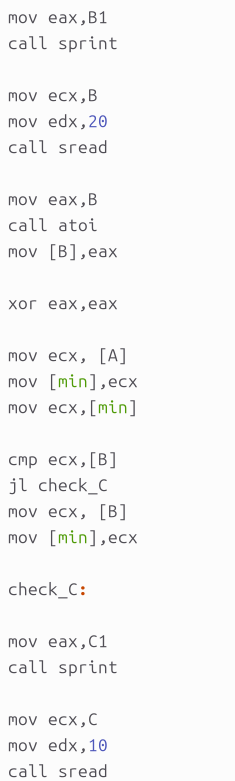 mov eax,B1
call sprint
mov ecx,B
mov edx,20
call sread
mov eax,B
call atoi
mov [B],eax
xor eax,eax
mov ecx, [A]
mov [min],ecx
mov ecx,[min]
cmp ecx,[B]
jl check_C
mov ecx, [B]
mov [min],ecx
check_C:
mov eax,C1
call sprint
mov ecx,C
mov edx,10
call sread